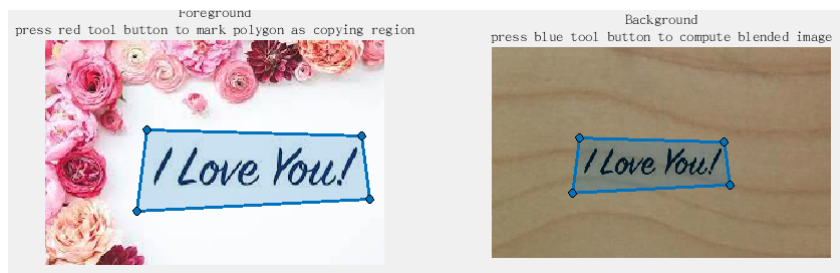 Foreground
press red tool button to mark polygon as copying region
I Love You!
Background
press blue tool button to compute blended image
I Love You!